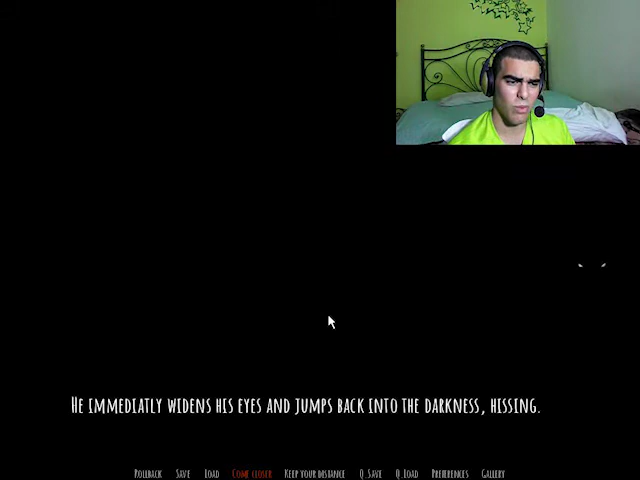 He immediatly widens his eyes and jumps back into the darkness, hissing.
Rollback Save Load Come closer Keep your distance Q.Save Q.Load Preferences Gallery